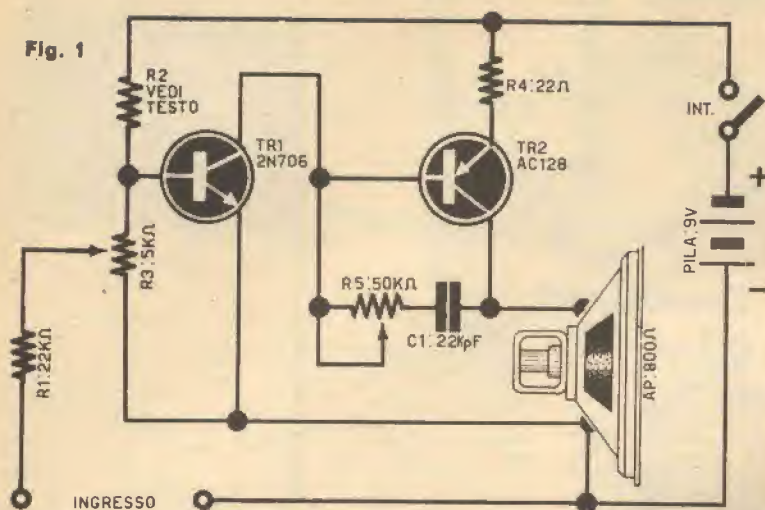 Fig. 1
R2
VEDI
TESTO
TR1
2N706
R4:22Ω
TR2
AC128
INT.
+
PILA:9V
−
R3:5KΩ
R5:50KΩ
C1:22KpF
R1:22KΩ
AP:800Ω
INGRESSO